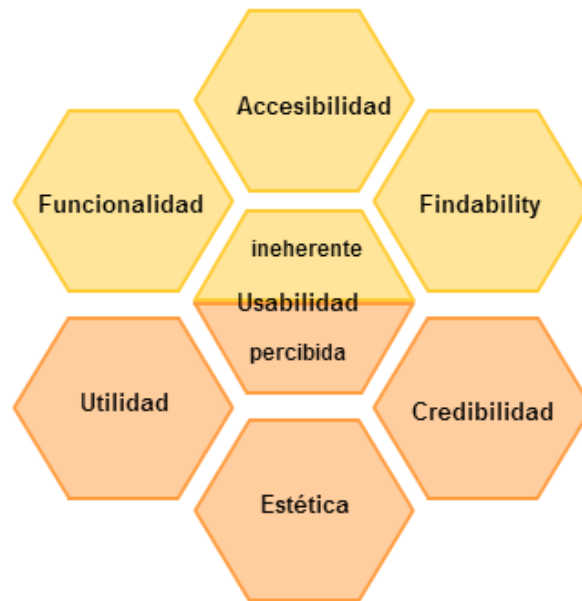 Accesibilidad
Funcionalidad
Findability
ineherente
Usabilidad
percibida
Utilidad
Credibilidad
Estética